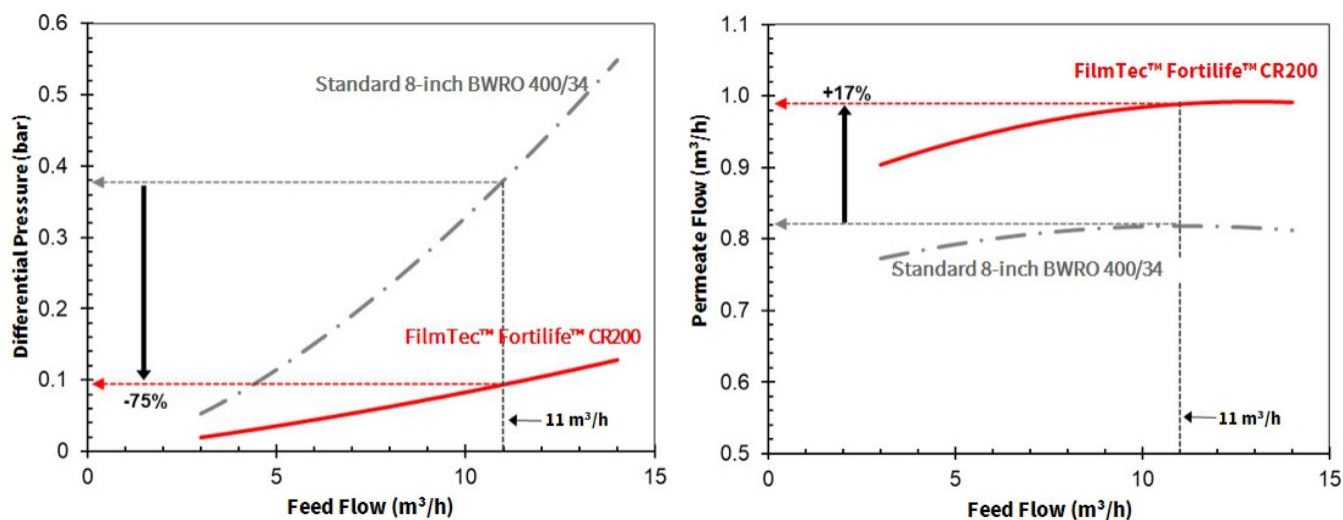 0.6
0.5
0.4
0.3
0.2
0.1
0
Differential Pressure (bar)
Standard 8-inch BWRO 400/34
FilmTec™ Fortilife™ CR200
-75%
11 m³/h
0
5
10
15
Feed Flow (m³/h)
1.1
1.0
0.9
0.8
0.7
0.6
0.5
Permeate Flow (m³/h)
FilmTec™ Fortilife™ CR200
+17%
Standard 8-inch BWRO 400/34
11 m³/h
0
5
10
15
Feed Flow (m³/h)